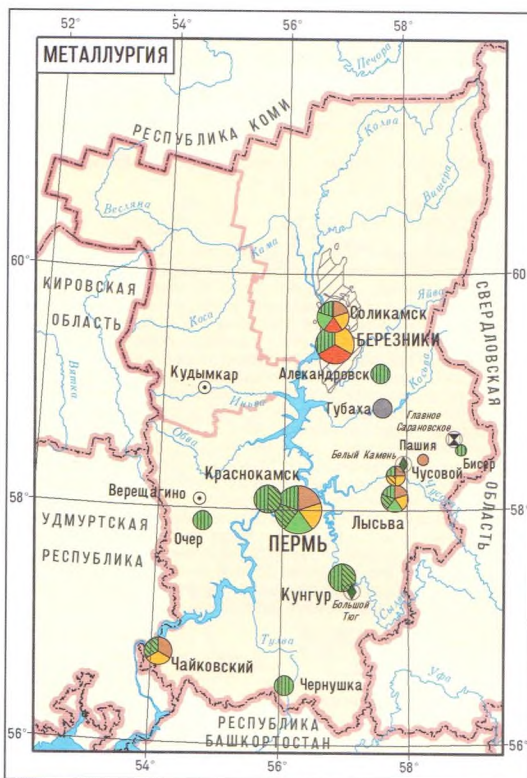 52° 54° 56° 58°
МЕТАЛЛУРГИЯ
Печора
РЕСПУБЛИКА КОМИ
Колва
Вишера
Весляна
Кама
60° 60
КИРОВСКАЯ
ОБЛАСТЬ
Коса
Яйва
СВЕРДЛОВСКАЯ
ОБЛАСТЬ
Соликамск
БЕРЕЗНИКИ
Вятка
Кудымкар
Алекандровск
Косьва
Иньва
Губаха
Главное
Сарановское
Обва
Белый Камень
Пашия
Бисер
Краснокамск
Чусовой
Чусовая
58° 58°
Верещагино
Лысьва
УДМУРТСКАЯ
РЕСПУБЛИКА
Очер
ПЕРМЬ
Кунгур
Большой
Тюг
Сылва
Тулва
Чайковский
Уфа
Чернушка
РЕСПУБЛИКА
БАШКОРТОСТАН
56° 56°
54° 56° 58°